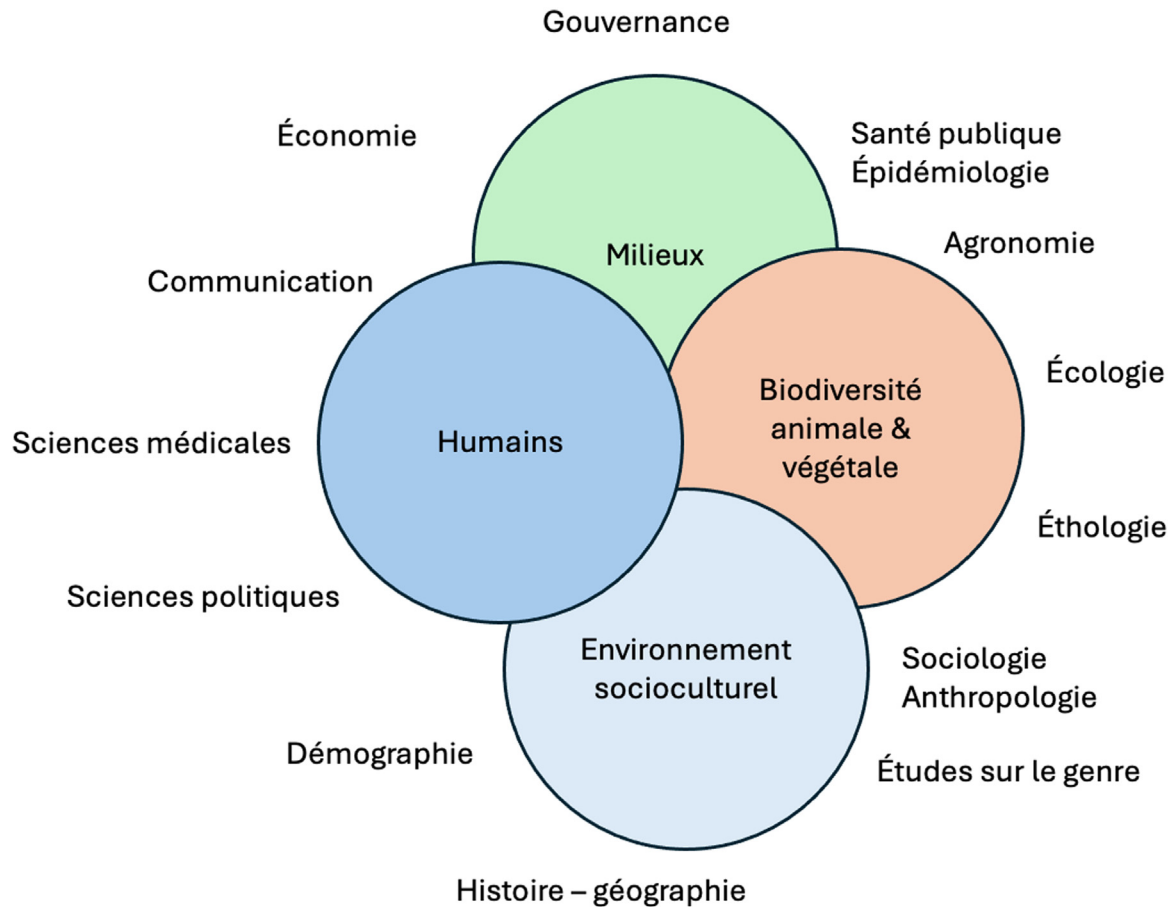 Gouvernance
Économie
Santé publique
Épidémiologie
Agronomie
Milieux
Communication
Écologie
Biodiversité
animale &
végétale
Humains
Sciences médicales
Éthologie
Sciences politiques
Environnement
socioculturel
Sociologie
Anthropologie
Démographie
Études sur le genre
Histoire – géographie